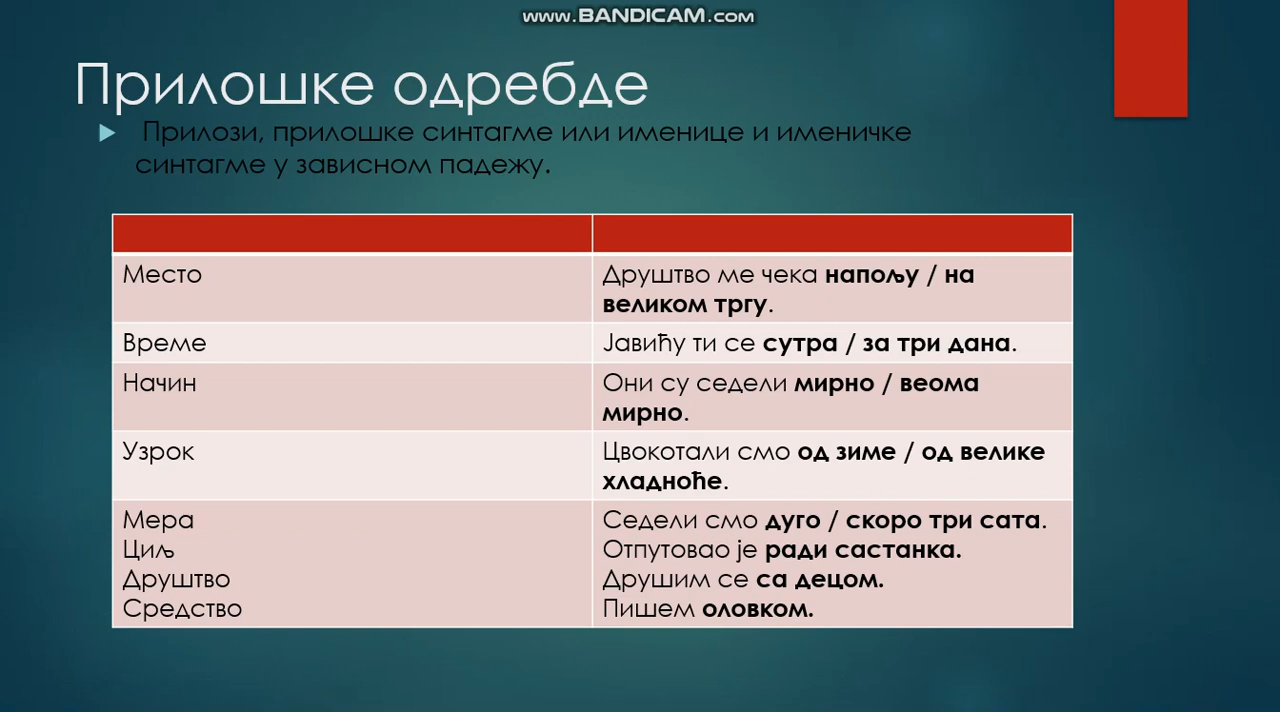 www.BANDICAM.com
Прилошке одребде
Прилози, прилошке синтагме или именице и именичке
синтагме у зависном падежу.
Место
Друштво ме чека напољу / на
великом тргу.
Време
Јавићу ти се сутра / за три дана.
Начин
Они су седели мирно / веома
мирно.
Узрок
Цвокотали смо од зиме / од велике
хладноће.
Мера
Седели смо дуго / скоро три сата.
Циљ
Отпутовао је ради састанка.
Друштво
Друшим се са децом.
Средство
Пишем оловком.